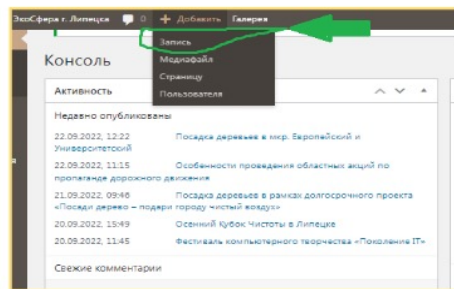 ЭкоСфера г. Липецка 0 + Добавить Галерея
Запись
Медиафайл
Страницу
Пользователя
Консоль
Активность
Недавно опубликованы
22.09.2022, 12:22 Посадка деревьев в мкр. Европейский и
Университетский
22.09.2022, 11:15 Особенности проведения областных акций по
пропаганде дорожного движения
21.09.2022, 09:46 Посадка деревьев в рамках долгосрочного проекта
«Посади дерево – подари городу чистый воздух»
20.09.2022, 15:49 Осенний Кубок Чистоты в Липецке
20.09.2022, 11:45 Фестиваль компьютерного творчества «Поколение IT»
Свежие комментарии